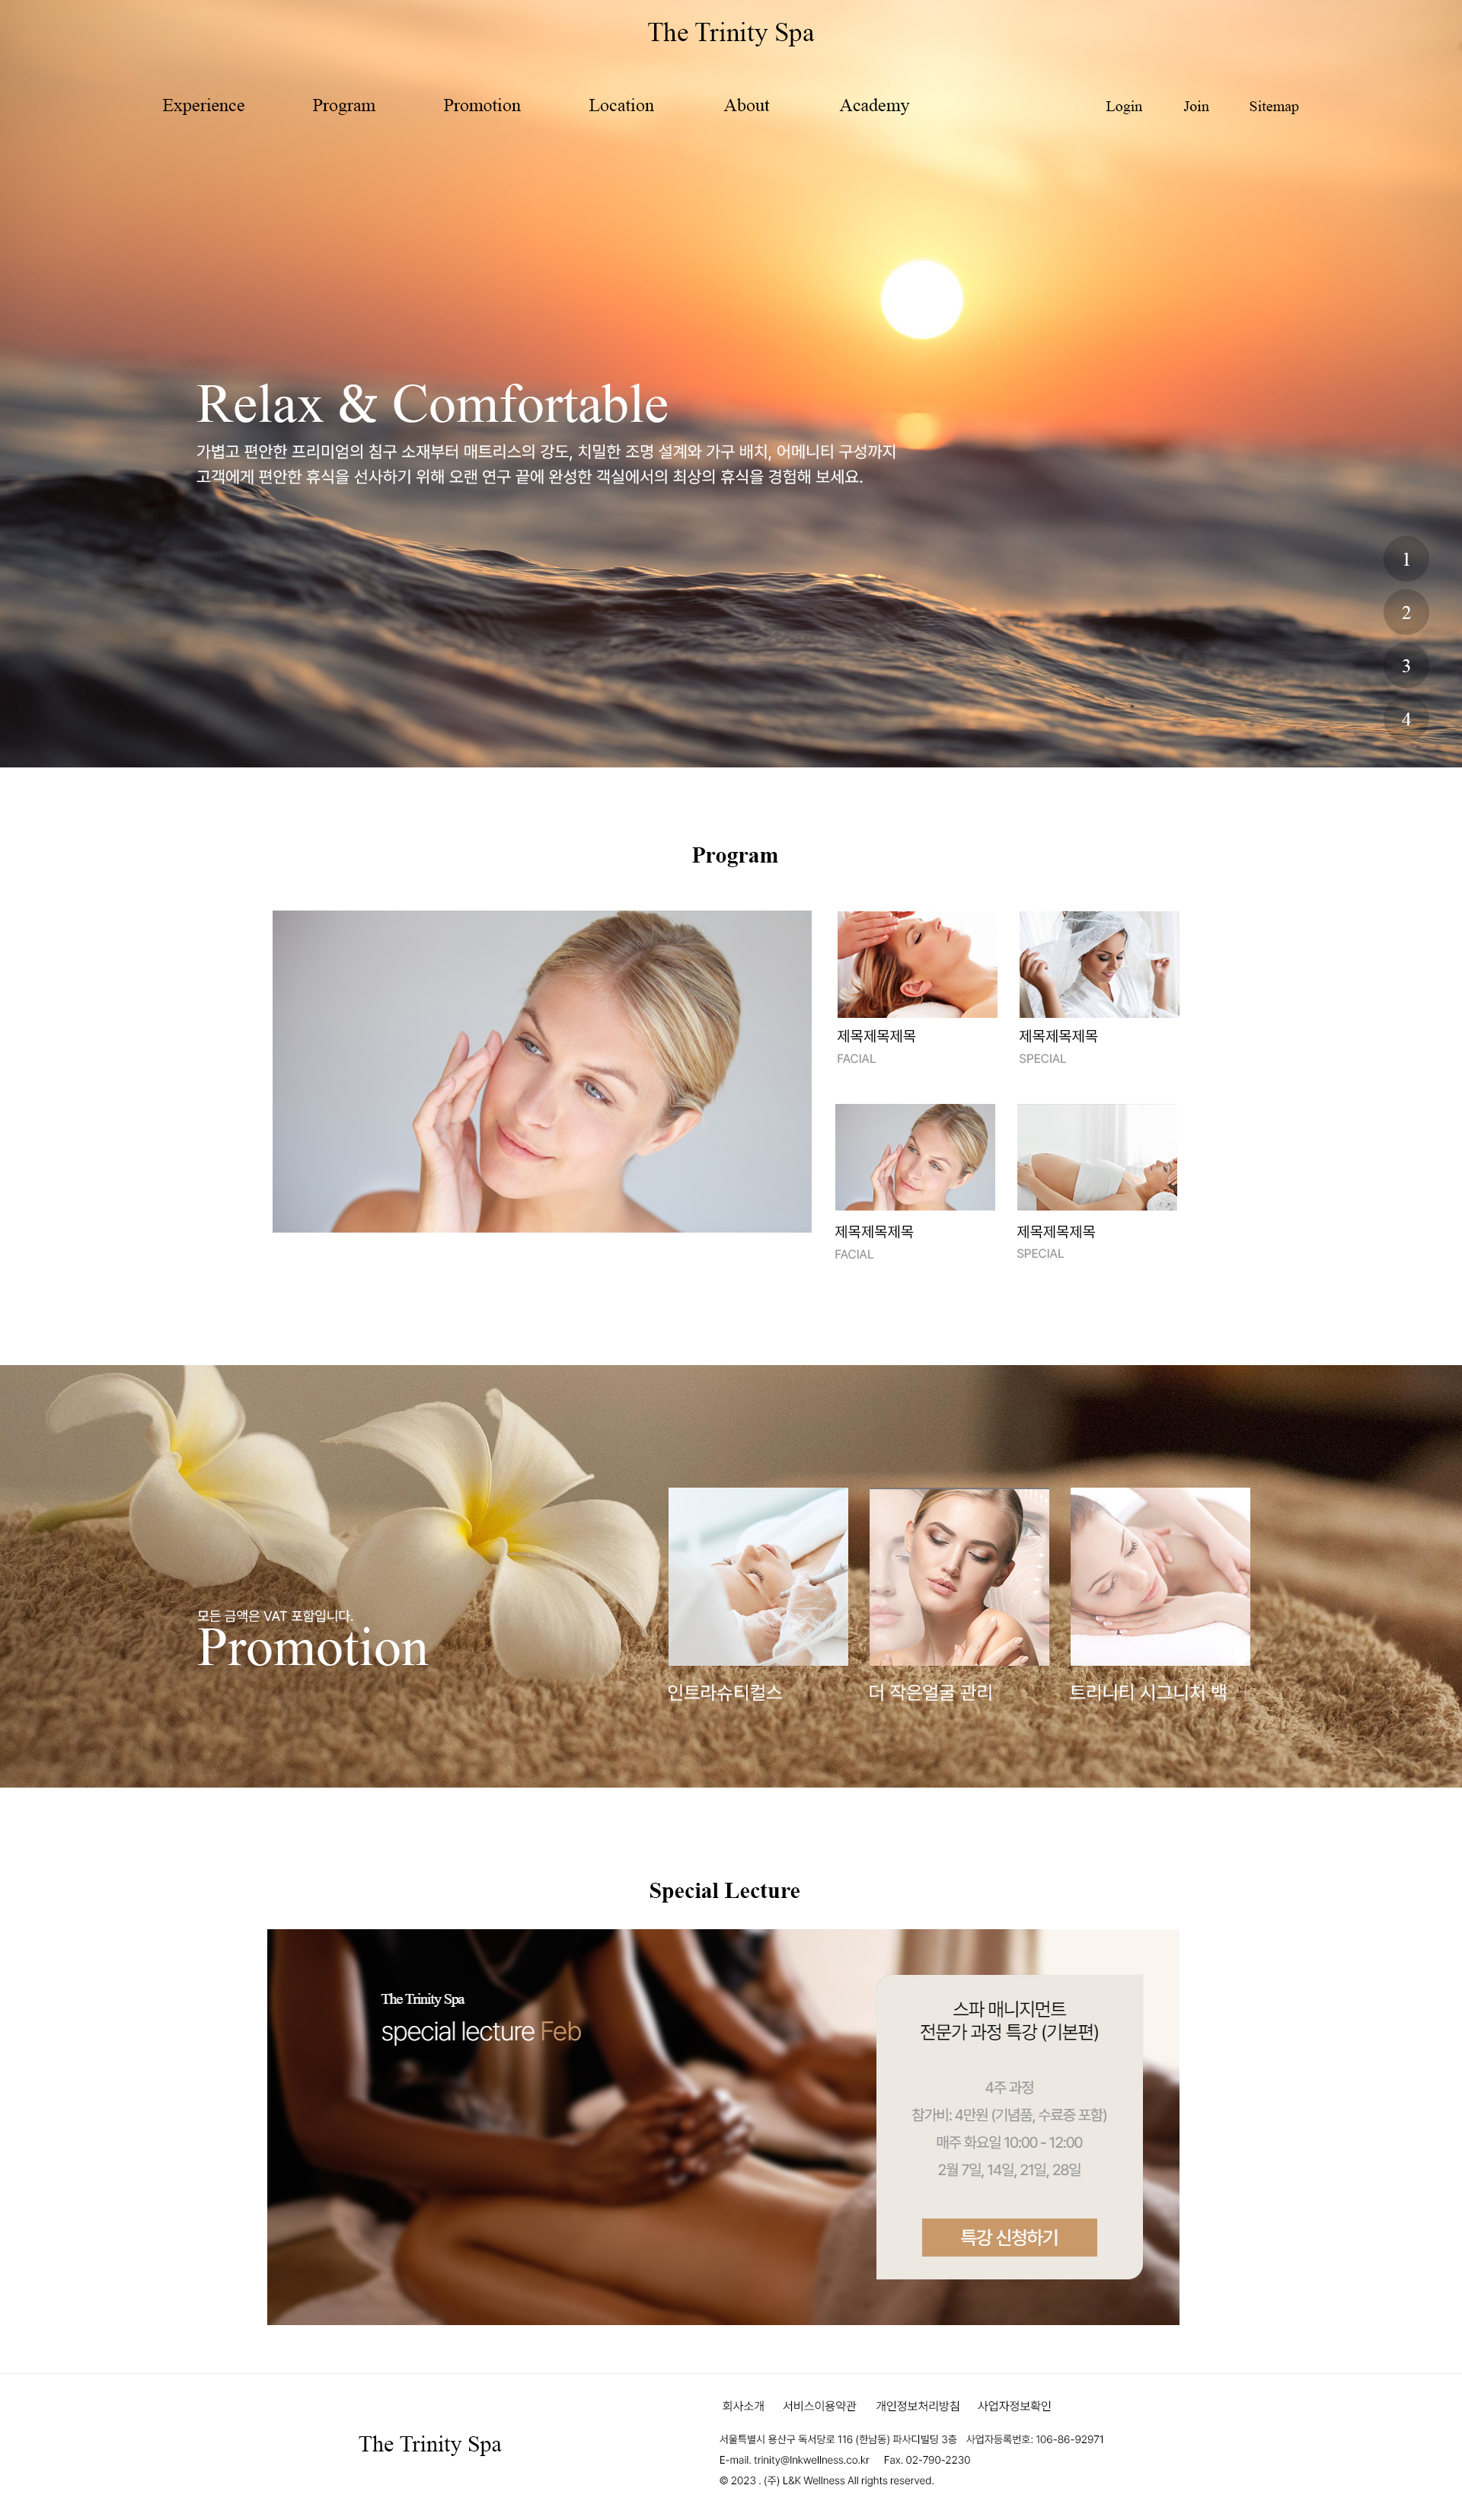 The Trinity Spa
Experience Program Promotion Location About Academy Login Join Sitemap
Relax & Comfortable
가볍고 편안한 프리미엄의 침구 소재부터 매트리스의 강도, 치밀한 조명 설계와 가구 배치, 어메니티 구성까지
고객에게 편안한 휴식을 선사하기 위해 오랜 연구 끝에 완성한 객실에서의 최상의 휴식을 경험해 보세요.
1
2
3
4
Program
제목제목제목
FACIAL
제목제목제목
SPECIAL
제목제목제목
FACIAL
제목제목제목
SPECIAL
모든 금액은 VAT 포함입니다.
Promotion
인트라슈티컬스
더 작은얼굴 관리
트리니티 시그니처 백
Special Lecture
The Trinity Spa
special lecture Feb
스파 매니지먼트
전문가 과정 특강 (기본편)
4주 과정
참가비: 4만원 (기념품, 수료증 포함)
매주 화요일 10:00 - 12:00
2월 7일, 14일, 21일, 28일
특강 신청하기
The Trinity Spa
회사소개 서비스이용약관 개인정보처리방침 사업자정보확인
서울특별시 용산구 독서당로 116 (한남동) 파사디빌딩 3층 사업자등록번호: 106-86-92971
E-mail. trinity@lnkwellness.co.kr Fax. 02-790-2230
© 2023 . (주) L&K Wellness All rights reserved.